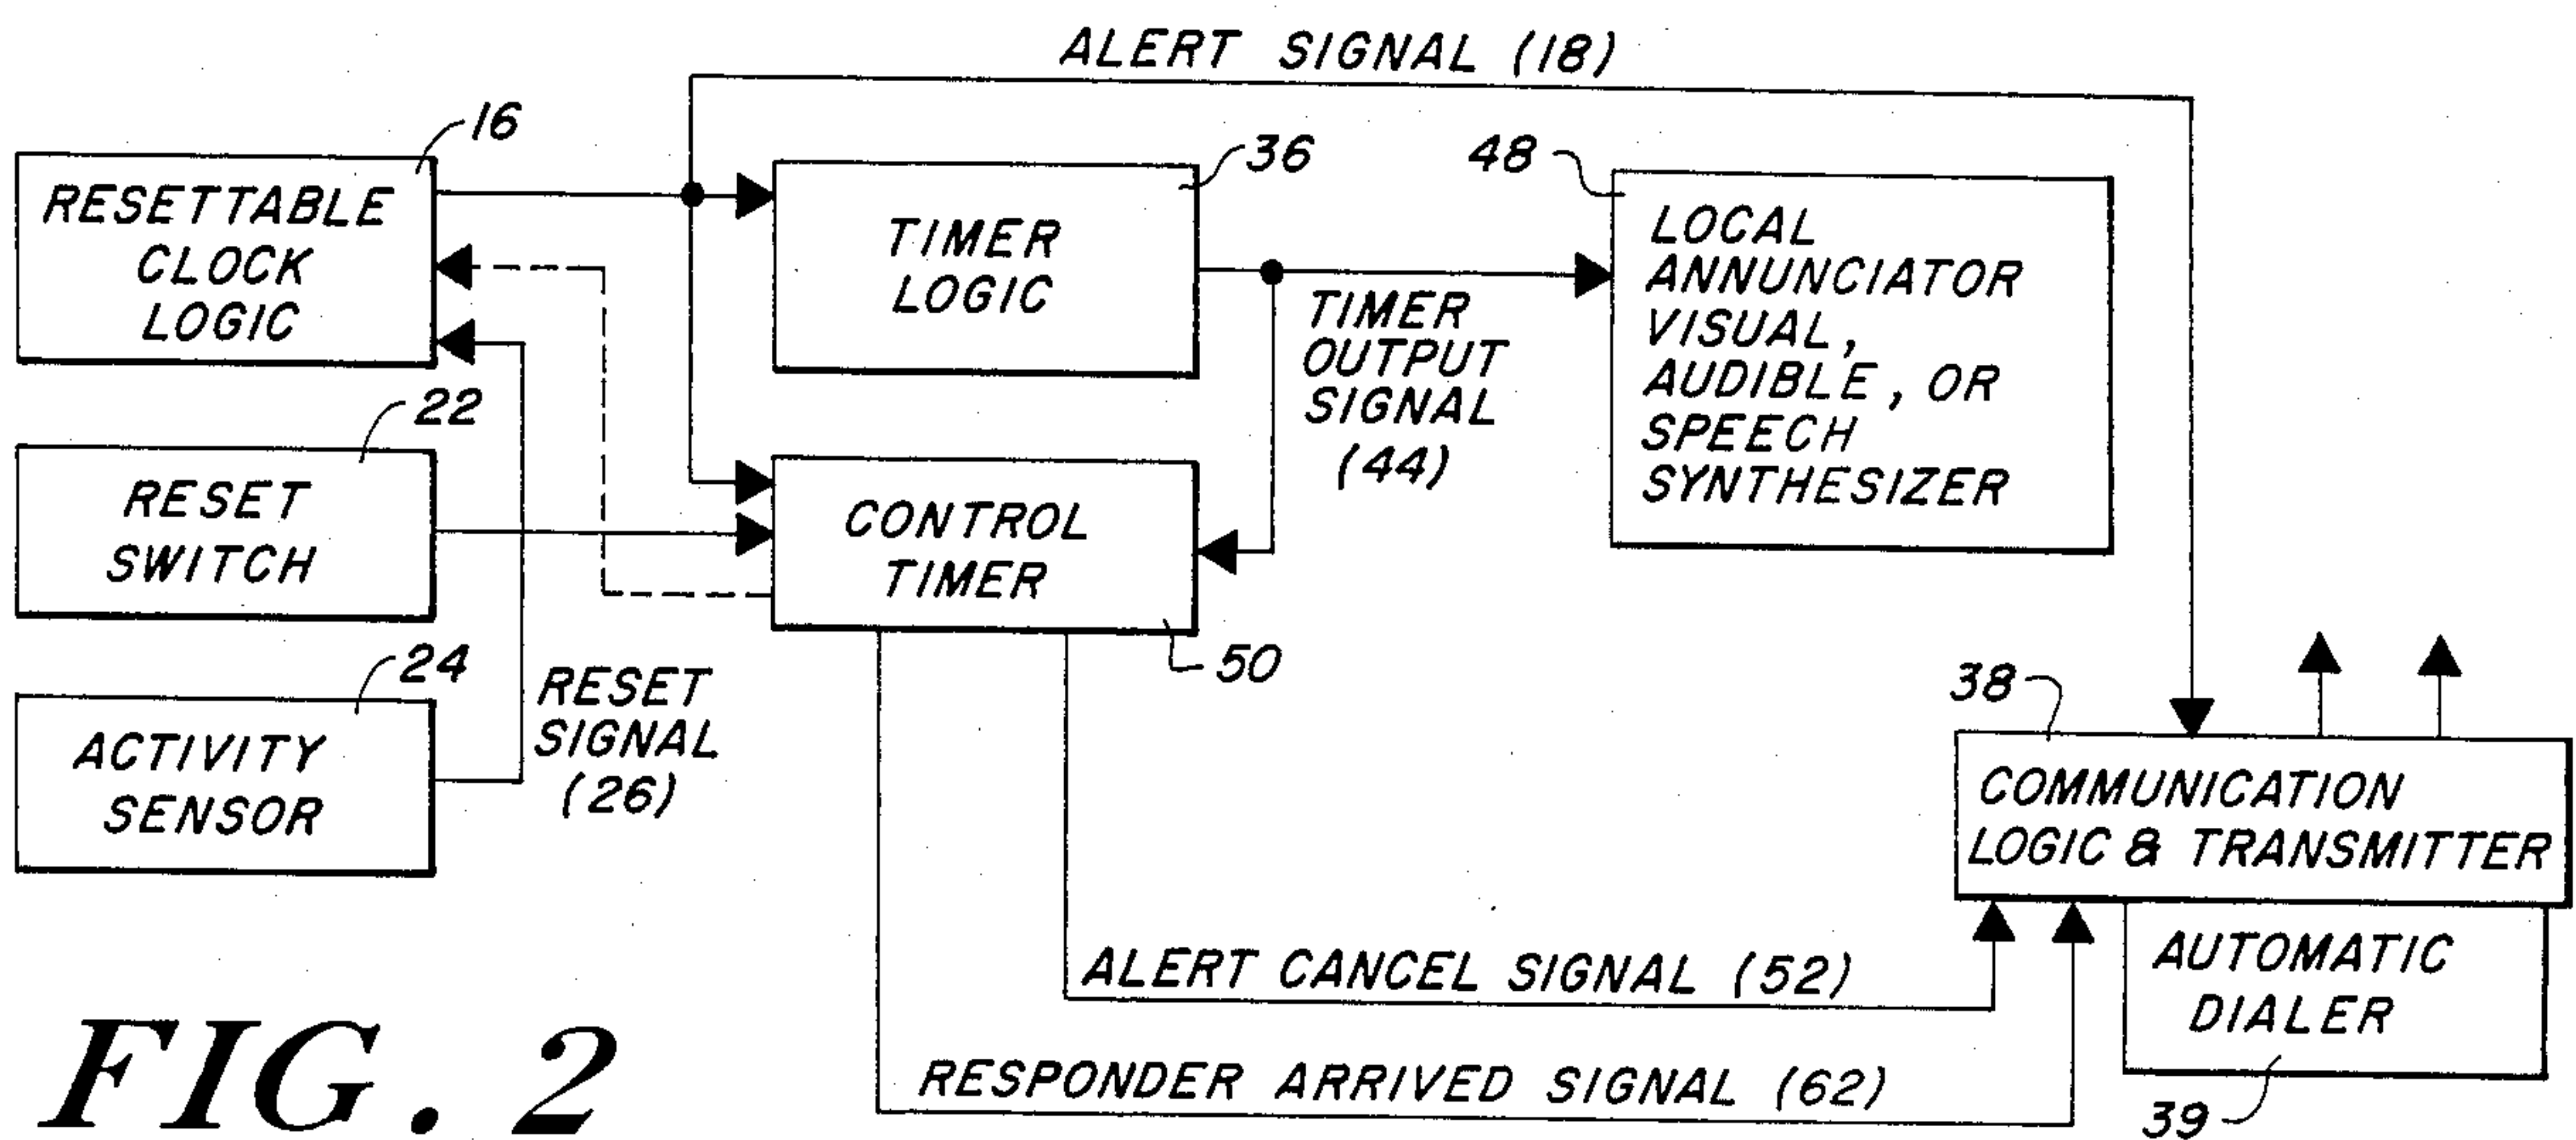 ALERT SIGNAL (18)
16
RESETTABLE
CLOCK
LOGIC
36
TIMER
LOGIC
48
LOCAL
ANNUNCIATOR
VISUAL,
AUDIBLE, OR
SPEECH
SYNTHESIZER
TIMER
OUTPUT
SIGNAL
(44)
22
RESET
SWITCH
CONTROL
TIMER
50
24
ACTIVITY
SENSOR
RESET
SIGNAL
(26)
38
COMMUNICATION
LOGIC & TRANSMITTER
AUTOMATIC
DIALER
39
ALERT CANCEL SIGNAL (52)
RESPONDER ARRIVED SIGNAL (62)
FIG. 2